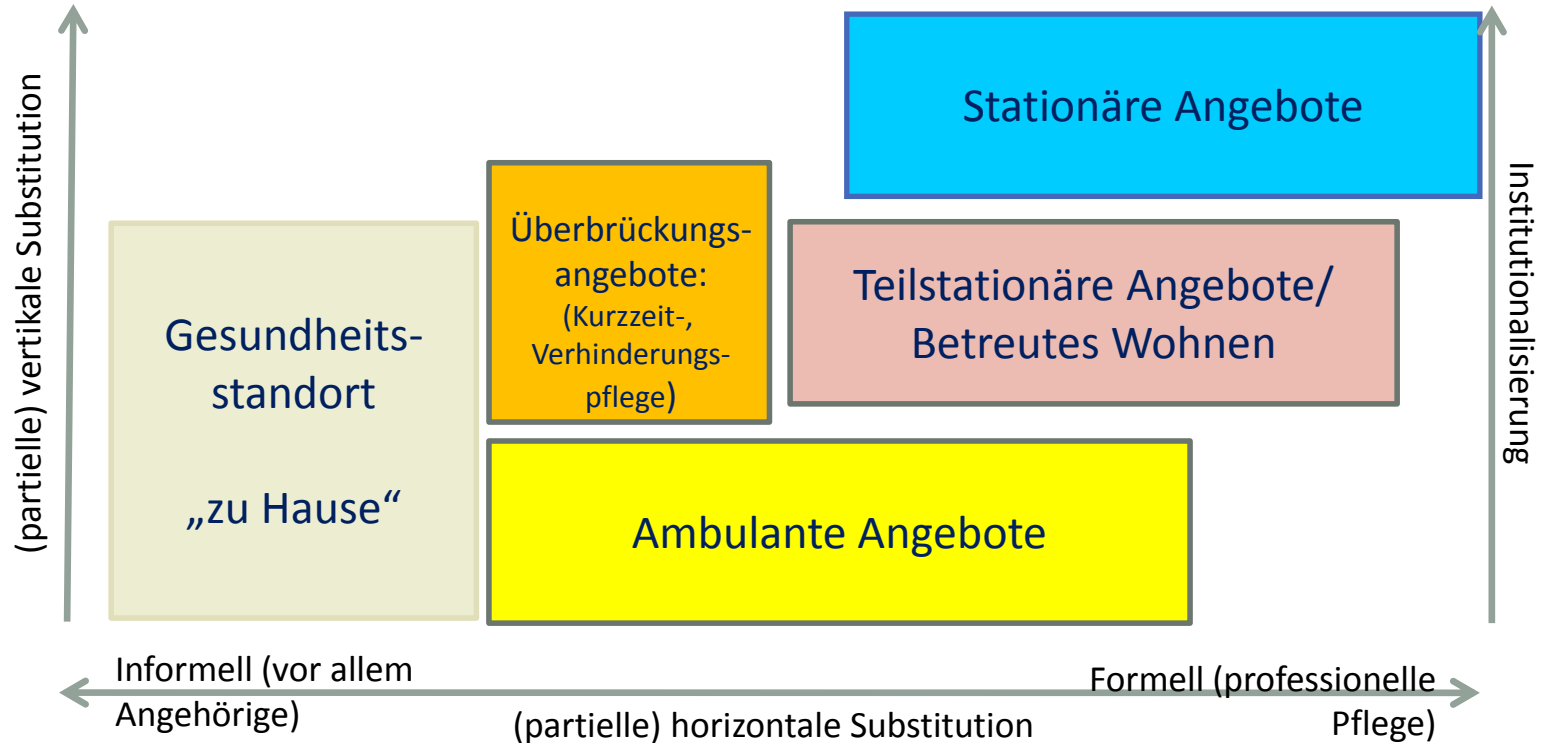 (partielle) vertikale Substitution
Stationäre Angebote
Institutionalisierung
Gesundheits-
standort
„zu Hause“
Überbrückungs-
angebote:
(Kurzzeit-,
Verhinderungs-
pflege)
Teilstationäre Angebote/
Betreutes Wohnen
Ambulante Angebote
Informell (vor allem
Angehörige)
(partielle) horizontale Substitution
Formell (professionelle
Pflege)